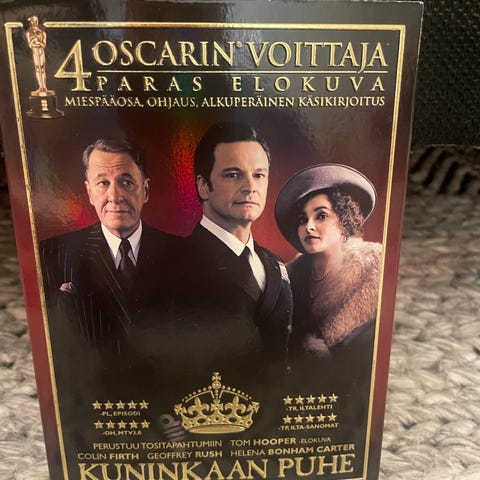 4 OSCARIN® VOITTAJA
PARAS ELOKUVA
MIESPÄÄOSA, OHJAUS, ALKUPERÄINEN KÄSIKIRJOITUS
★★★★★
-PL, EPISODI
★★★★★
-OH, MTV3.fi
★★★★★
-TR, ILTALEHTI
★★★★★
-TP, ILTA-SANOMAT
PERUSTUU TOSITAPAHTUMIIN TOM HOOPER -ELOKUVA
COLIN FIRTH GEOFFREY RUSH HELENA BONHAM CARTER
KUNINKAAN PUHE